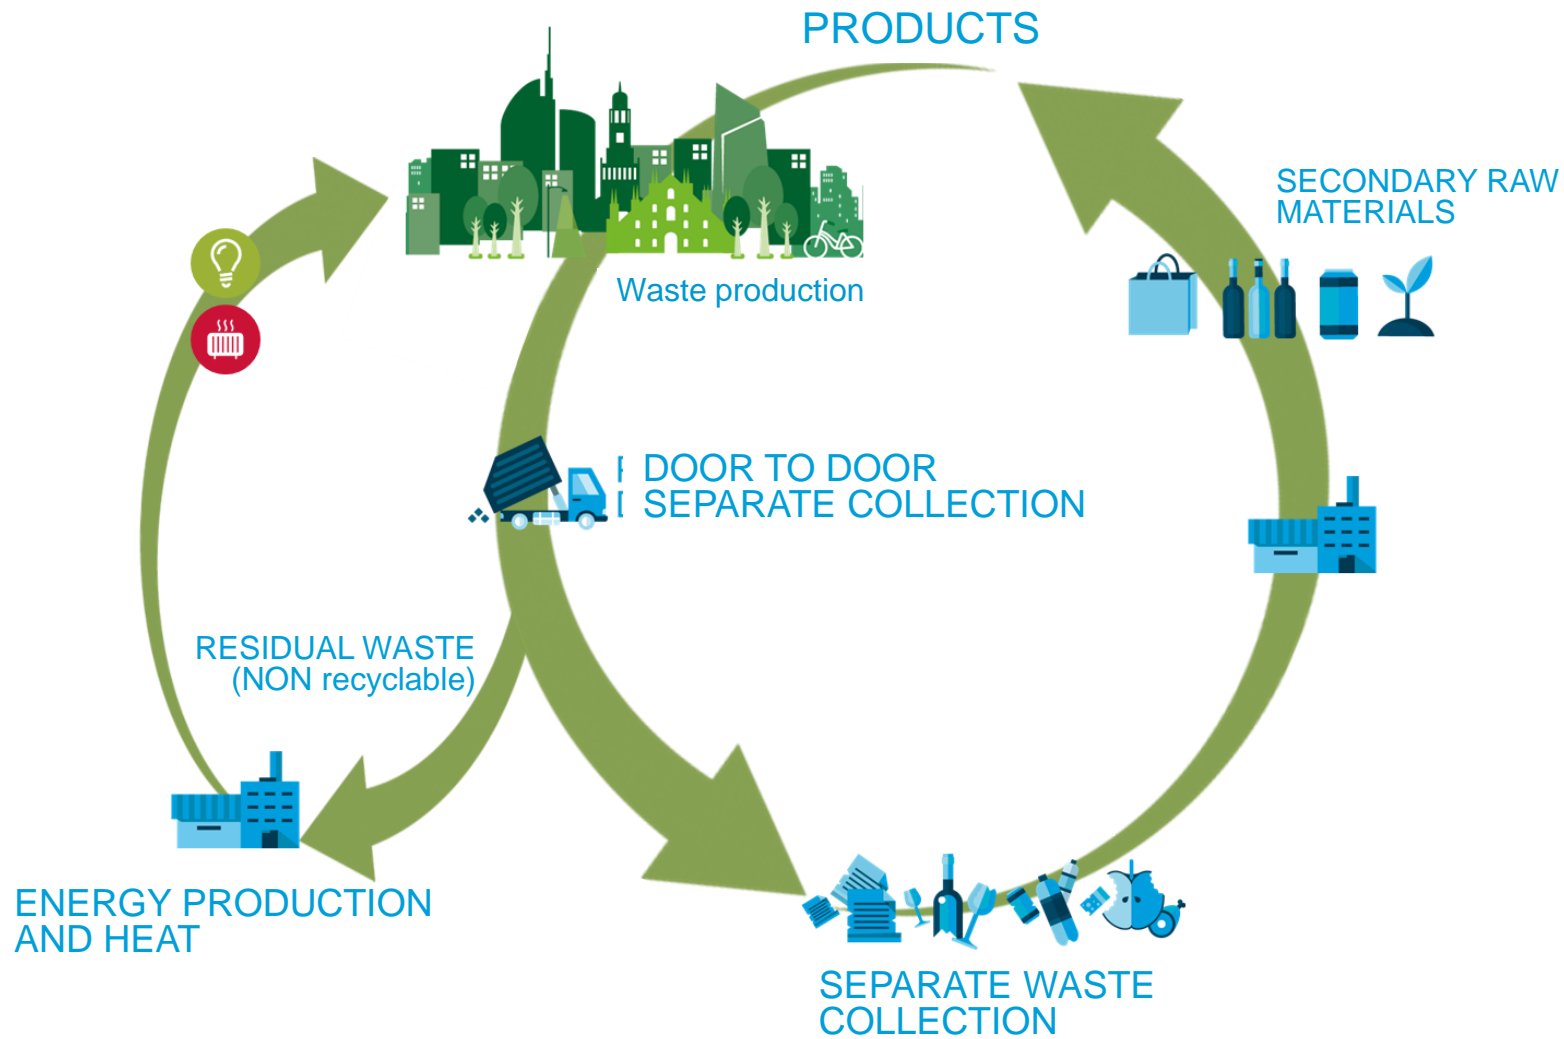 PRODUCTS
SECONDARY RAW
MATERIALS
Waste production
DOOR TO DOOR
SEPARATE COLLECTION
RESIDUAL WASTE
(NON recyclable)
ENERGY PRODUCTION
AND HEAT
SEPARATE WASTE
COLLECTION